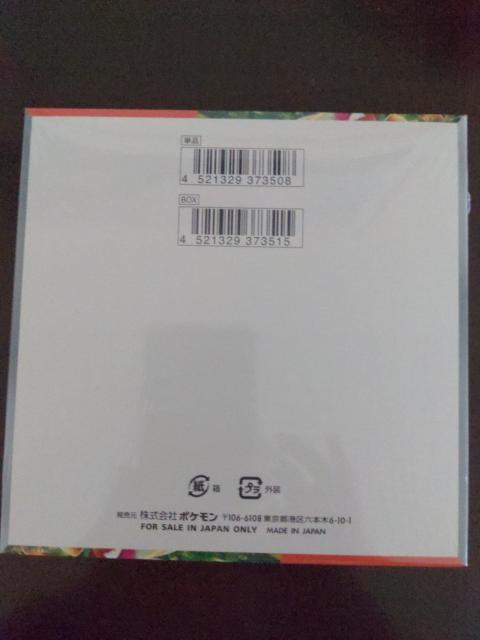 単品
4 521329 373508
BOX
4 521329 373515
紙 箱 プラ 外装
発売元 株式会社ポケモン 〒106-6108 東京都港区六本木6-10-1
FOR SALE IN JAPAN ONLY MADE IN JAPAN